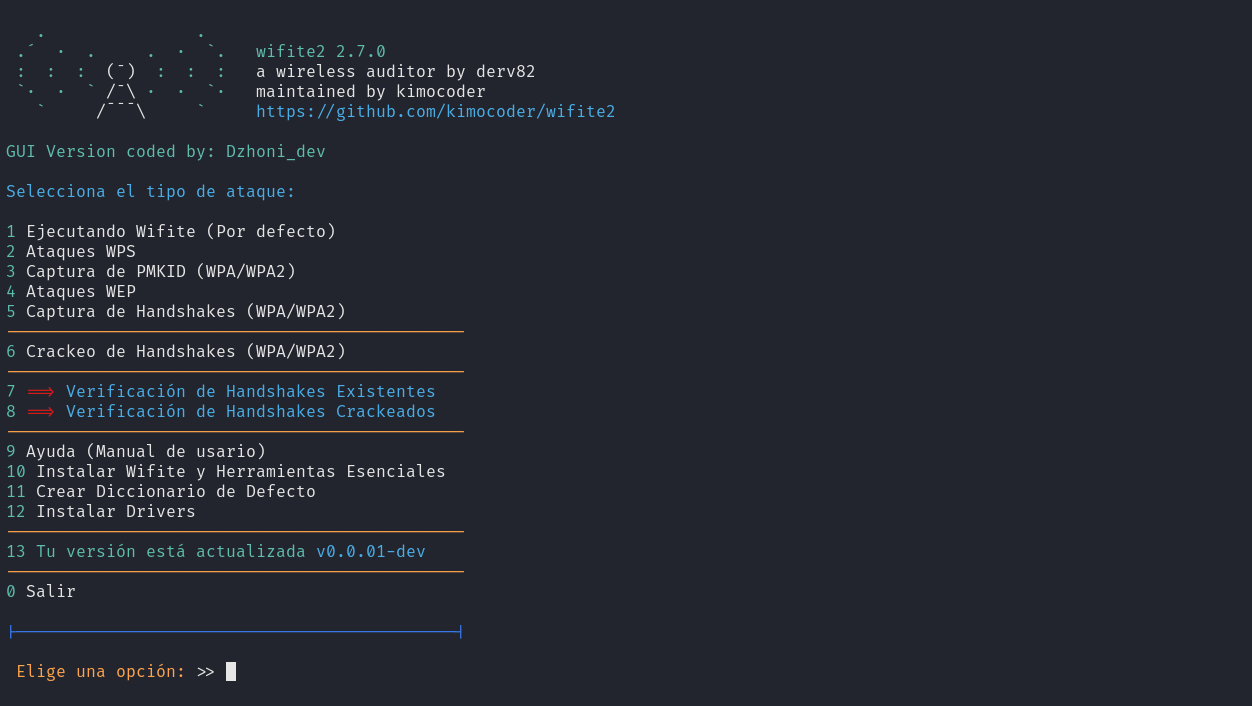 wifite2 2.7.0
a wireless auditor by derv82
maintained by kimocoder
https://github.com/kimocoder/wifite2
GUI Version coded by: Dzhoni_dev
Selecciona el tipo de ataque:
1 Ejecutando Wifite (Por defecto)
2 Ataques WPS
3 Captura de PMKID (WPA/WPA2)
4 Ataques WEP
5 Captura de Handshakes (WPA/WPA2)
6 Crackeo de Handshakes (WPA/WPA2)
7 ==> Verificación de Handshakes Existentes
8 ==> Verificación de Handshakes Crackeados
9 Ayuda (Manual de usario)
10 Instalar Wifite y Herramientas Esenciales
11 Crear Diccionario de Defecto
12 Instalar Drivers
13 Tu versión está actualizada v0.0.01-dev
0 Salir
Elige una opción: >>